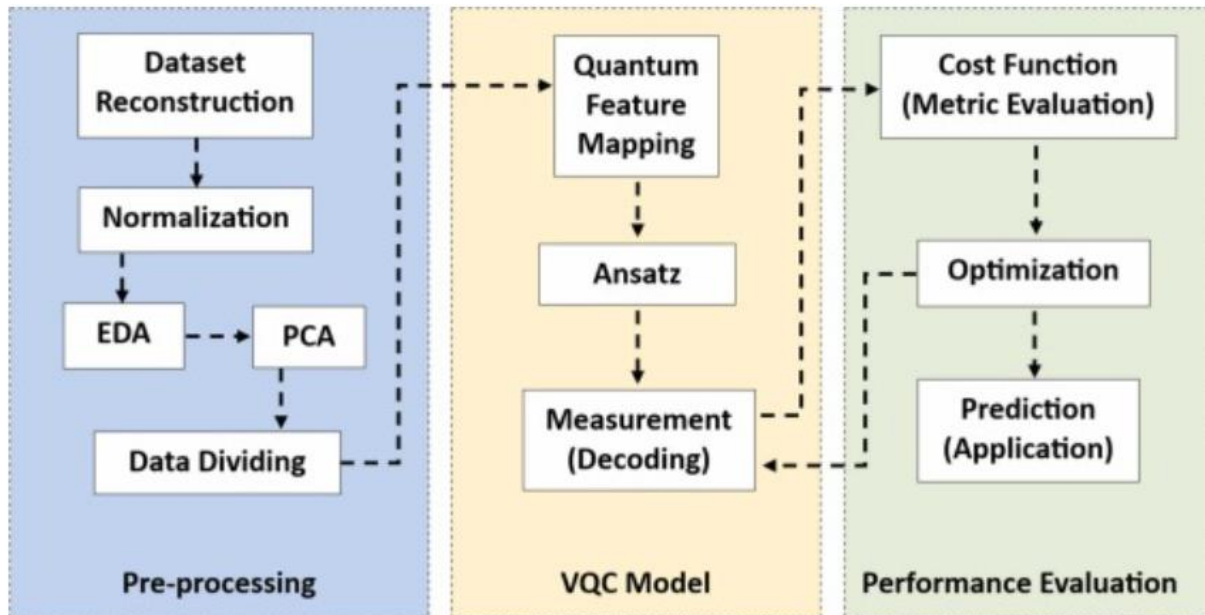 Dataset
Reconstruction
Normalization
EDA
PCA
Data Dividing
Pre-processing
Quantum
Feature
Mapping
Ansatz
Measurement
(Decoding)
VQC Model
Cost Function
(Metric Evaluation)
Optimization
Prediction
(Application)
Performance Evaluation